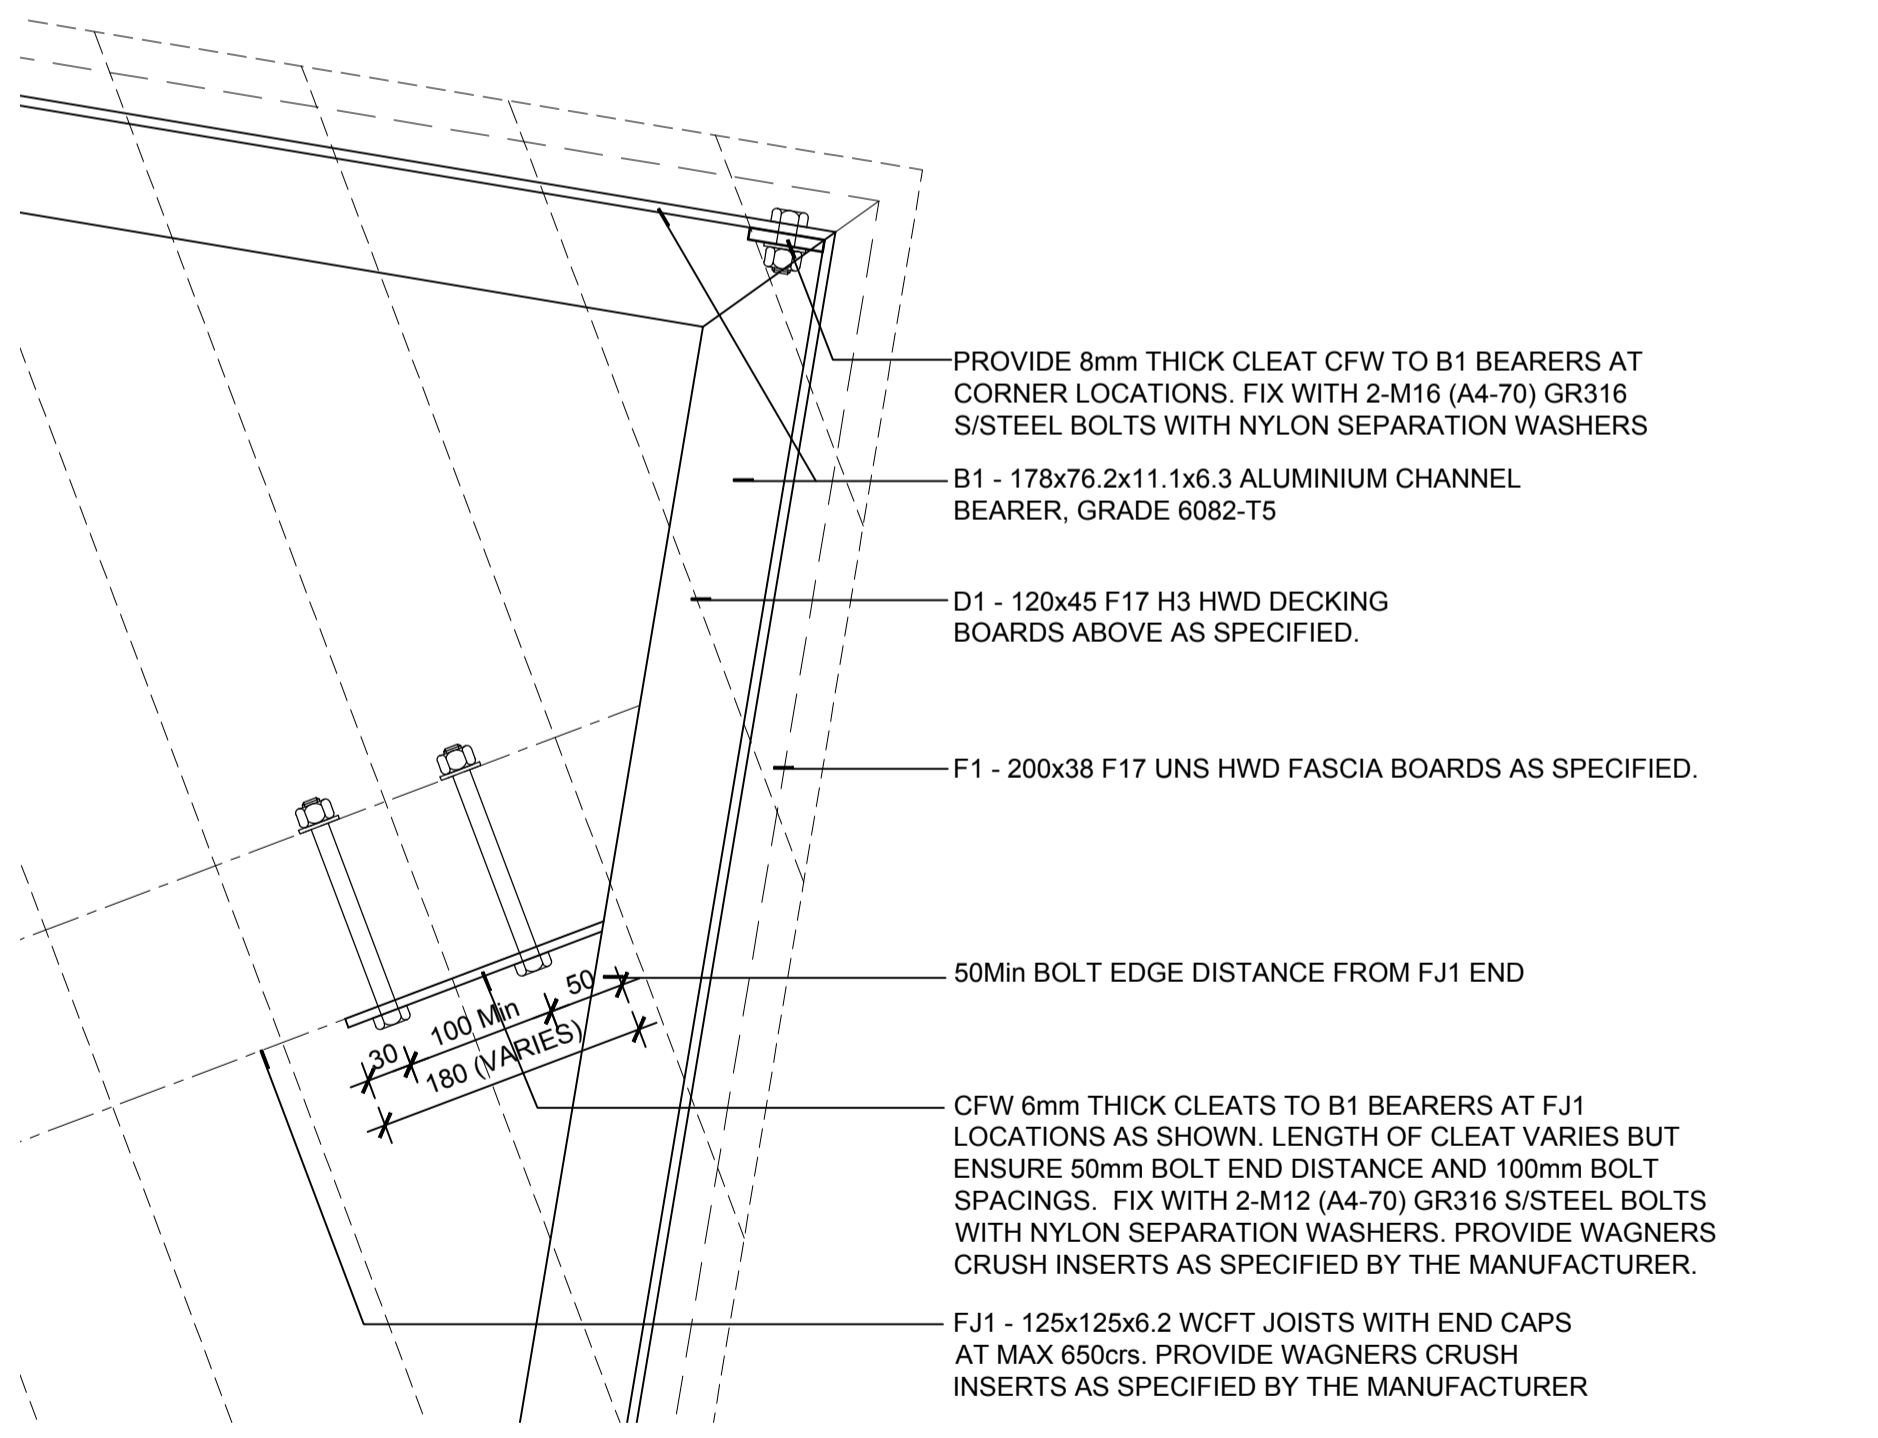 PROVIDE 8mm THICK CLEAT CFW TO B1 BEARERS AT
CORNER LOCATIONS. FIX WITH 2-M16 (A4-70) GR316
S/STEEL BOLTS WITH NYLON SEPARATION WASHERS
B1 - 178x76.2x11.1x6.3 ALUMINIUM CHANNEL
BEARER, GRADE 6082-T5
D1 - 120x45 F17 H3 HWD DECKING
BOARDS ABOVE AS SPECIFIED.
F1 - 200x38 F17 UNS HWD FASCIA BOARDS AS SPECIFIED.
50Min BOLT EDGE DISTANCE FROM FJ1 END
30
100 Min
50
180 (VARIES)
CFW 6mm THICK CLEATS TO B1 BEARERS AT FJ1
LOCATIONS AS SHOWN. LENGTH OF CLEAT VARIES BUT
ENSURE 50mm BOLT END DISTANCE AND 100mm BOLT
SPACINGS.  FIX WITH 2-M12 (A4-70) GR316 S/STEEL BOLTS
WITH NYLON SEPARATION WASHERS. PROVIDE WAGNERS
CRUSH INSERTS AS SPECIFIED BY THE MANUFACTURER.
FJ1 - 125x125x6.2 WCFT JOISTS WITH END CAPS
AT MAX 650crs. PROVIDE WAGNERS CRUSH
INSERTS AS SPECIFIED BY THE MANUFACTURER